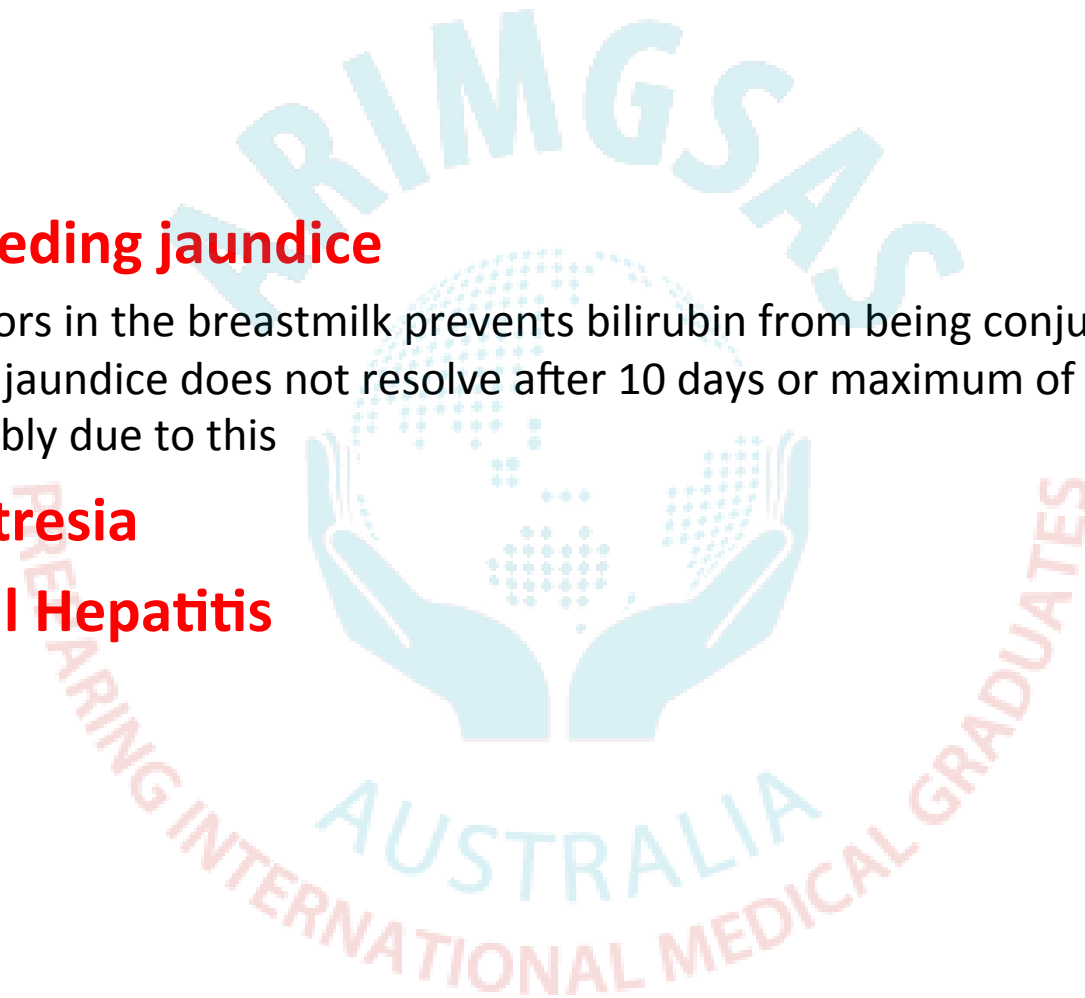 ARIMGSAS
eding jaundice
ors in the breastmilk prevents bilirubin from being conju
jaundice does not resolve after 10 days or maximum of
bly due to this
tresia
l Hepatitis
AUSTRALIA
PREPARING INTERNATIONAL MEDICAL GRADUATES